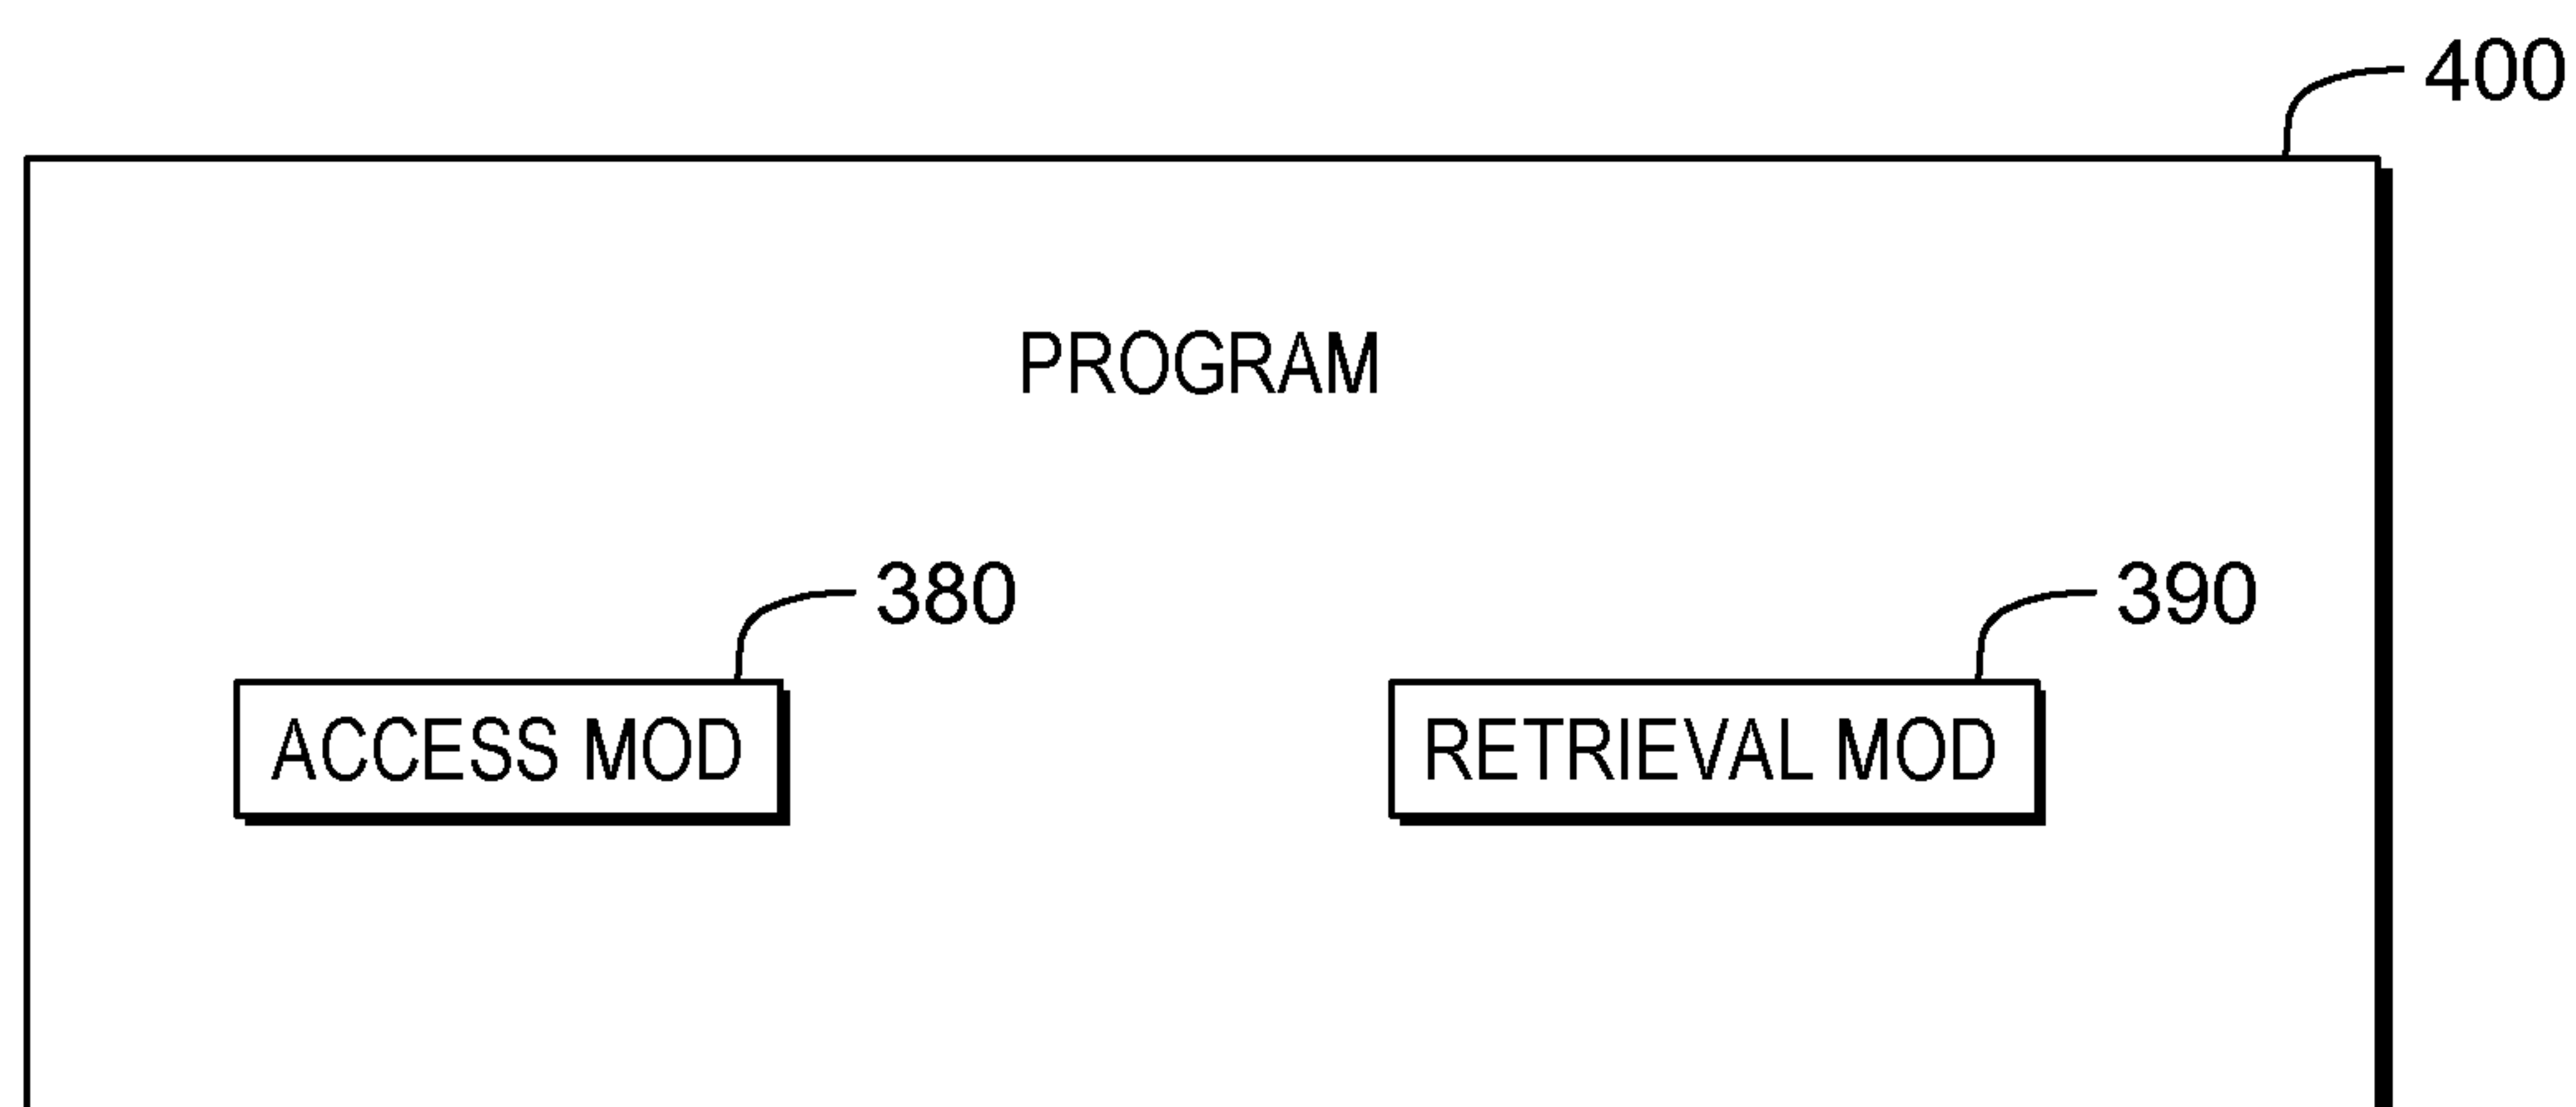 400
PROGRAM
380
390
ACCESS MOD
RETRIEVAL MOD